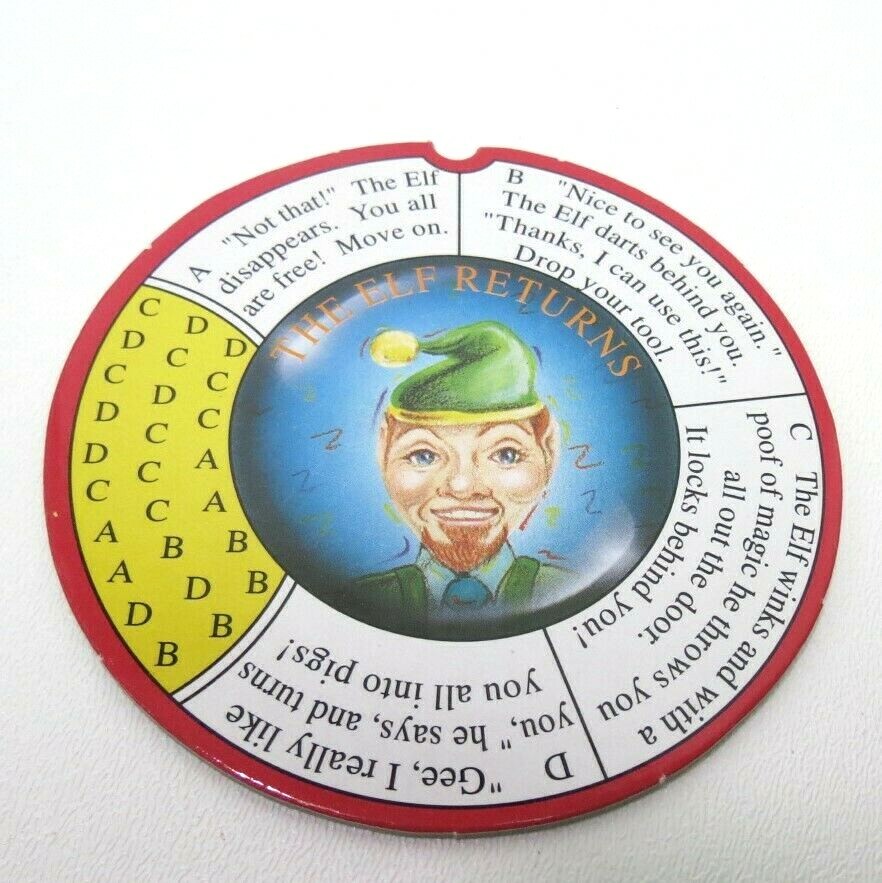 THE ELF RETURNS
A "Not that!" The Elf
disappears. You all
are free! Move on.
B "Nice to see you again."
The Elf darts behind you.
"Thanks, I can use this!"
Drop your tool.
C The Elf winks and with a
poof of magic he throws you
all out the door.
It locks behind you!
D "Gee, I really like
you," he says, and turns
you all into pigs!
C D D
D C C
C D C
D C A
D C A
C C B
A B B
A D
D B
B